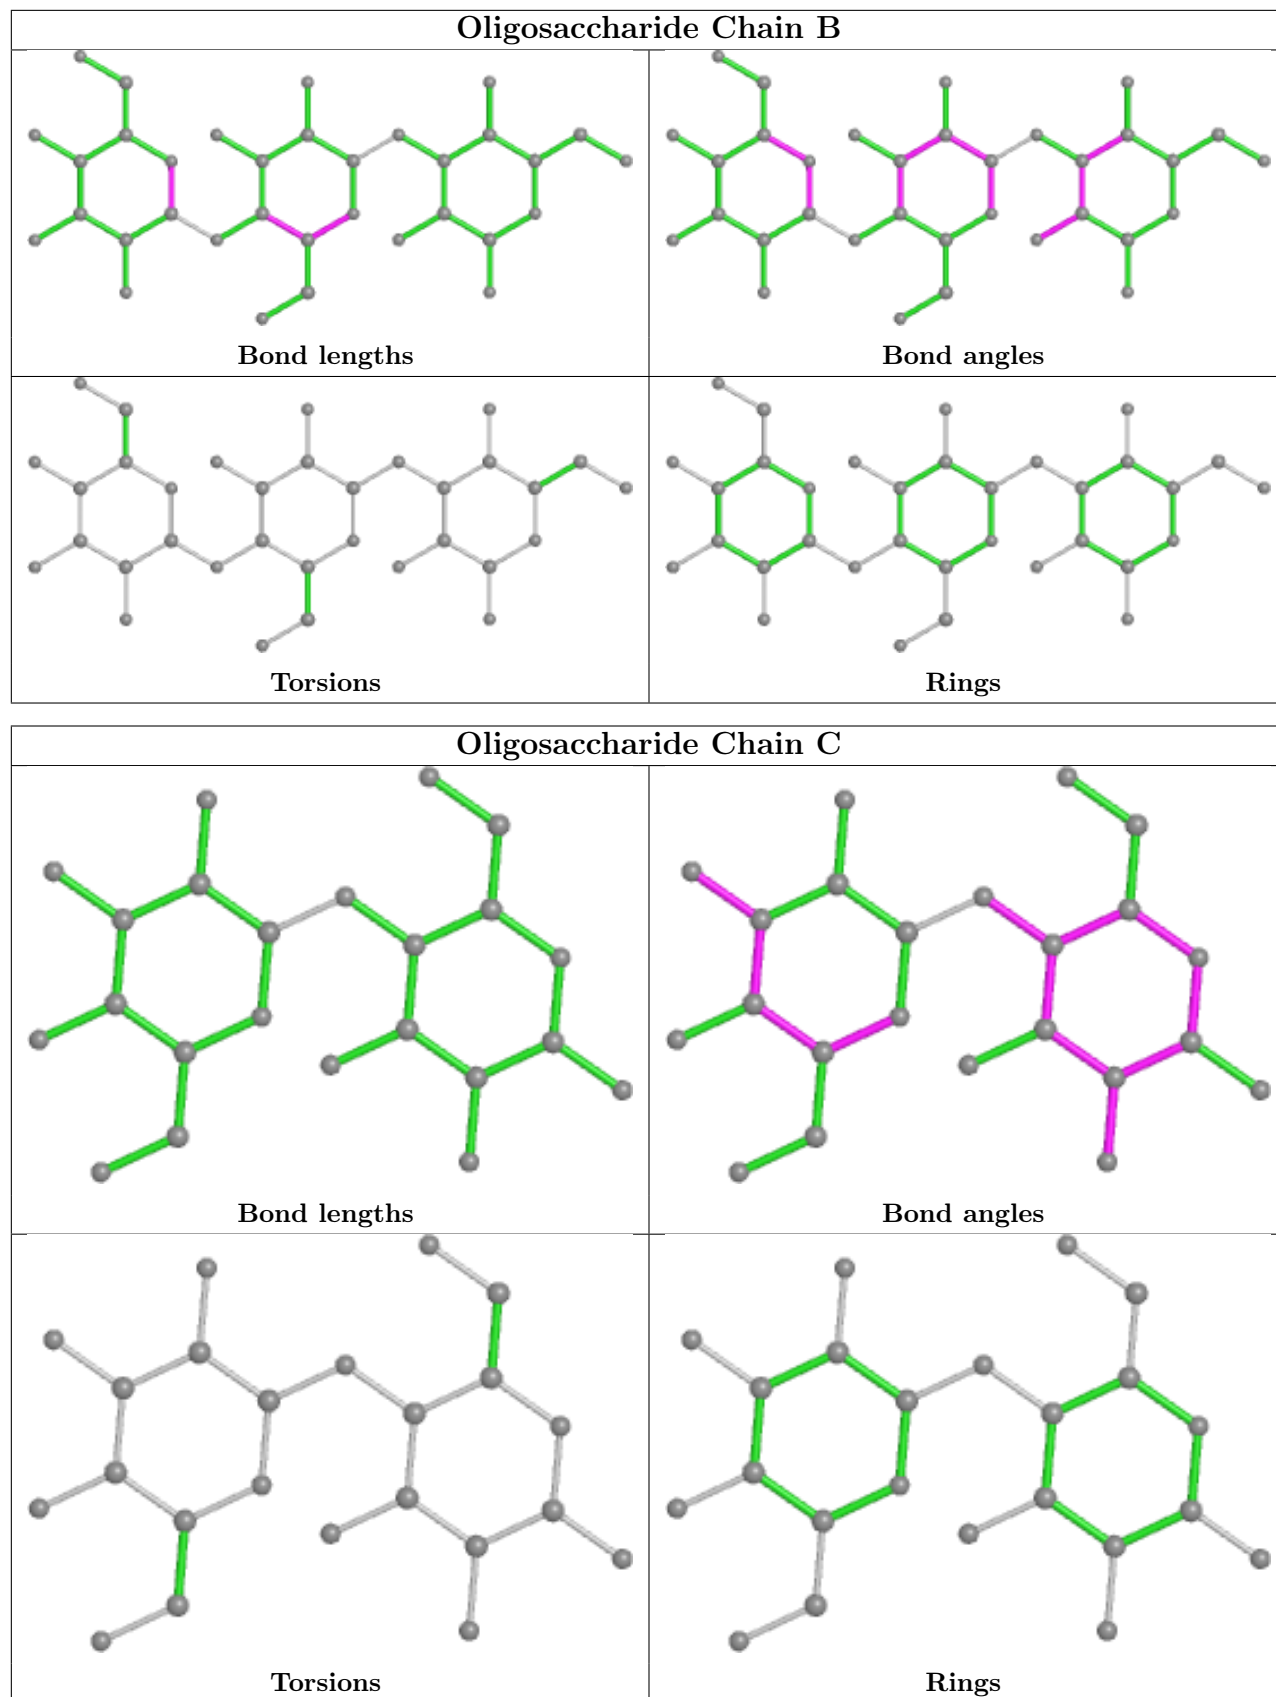 Oligosaccharide Chain B
Bond lengths
Bond angles
Torsions
Rings
Oligosaccharide Chain C
Bond lengths
Bond angles
Torsions
Rings